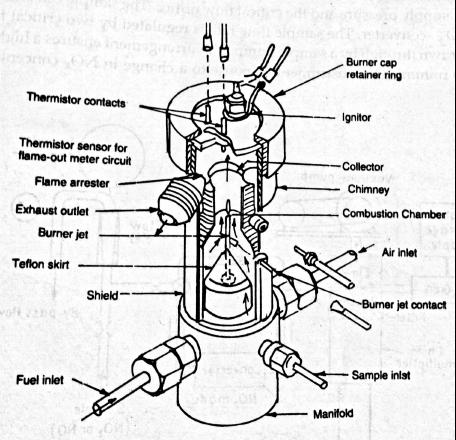 Burner cap
retainer ring
Thermistor contacts
Ignitor
Thermistor sensor for
flame-out meter circuit
Collector
Flame arrester
Chimney
Exhaust outlet
Combustion Chamber
Burner jet
Air inlet
Teflon skirt
Shield
Burner jet contact
Fuel inlet
Sample inlst
Manifold